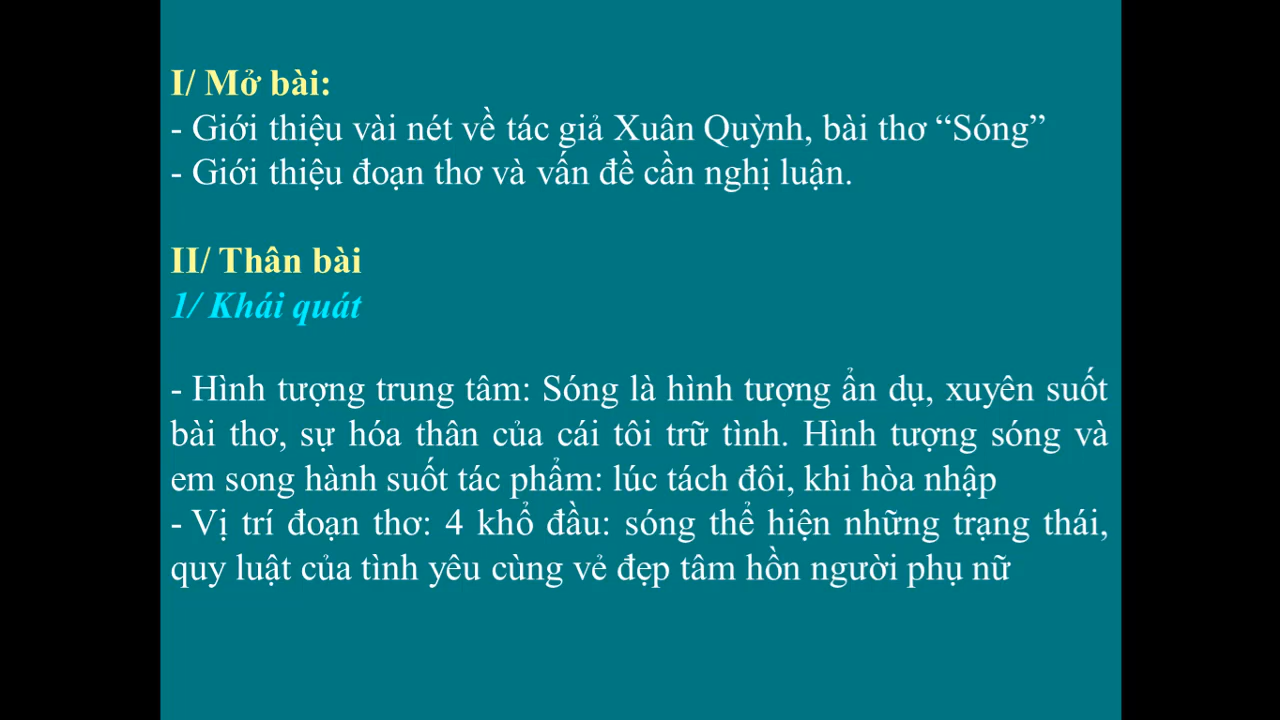 I/ Mở bài:
- Giới thiệu vài nét về tác giả Xuân Quỳnh, bài thơ “Sóng”
- Giới thiệu đoạn thơ và vấn đề cần nghị luận.
II/ Thân bài
1/ Khái quát
- Hình tượng trung tâm: Sóng là hình tượng ẩn dụ, xuyên suốt
bài thơ, sự hóa thân của cái tôi trữ tình. Hình tượng sóng và
em song hành suốt tác phẩm: lúc tách đôi, khi hòa nhập
- Vị trí đoạn thơ: 4 khổ đầu: sóng thể hiện những trạng thái,
quy luật của tình yêu cùng vẻ đẹp tâm hồn người phụ nữ